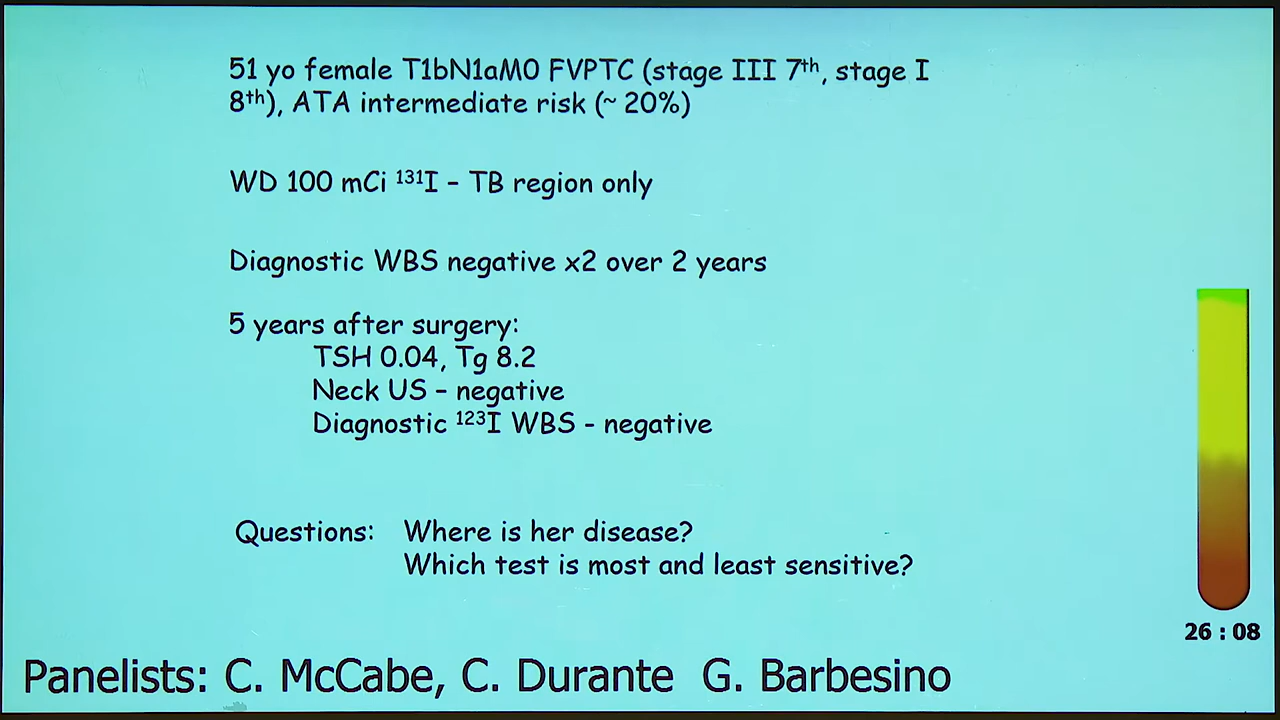 51 yo female T1bN1aM0 FVPTC (stage III 7th, stage I
8th), ATA intermediate risk (~ 20%)
WD 100 mCi 131I – TB region only
Diagnostic WBS negative x2 over 2 years
5 years after surgery:
TSH 0.04, Tg 8.2
Neck US – negative
Diagnostic 123I WBS - negative
Questions: Where is her disease?
Which test is most and least sensitive?
26 : 08
Panelists: C. McCabe, C. Durante G. Barbesino